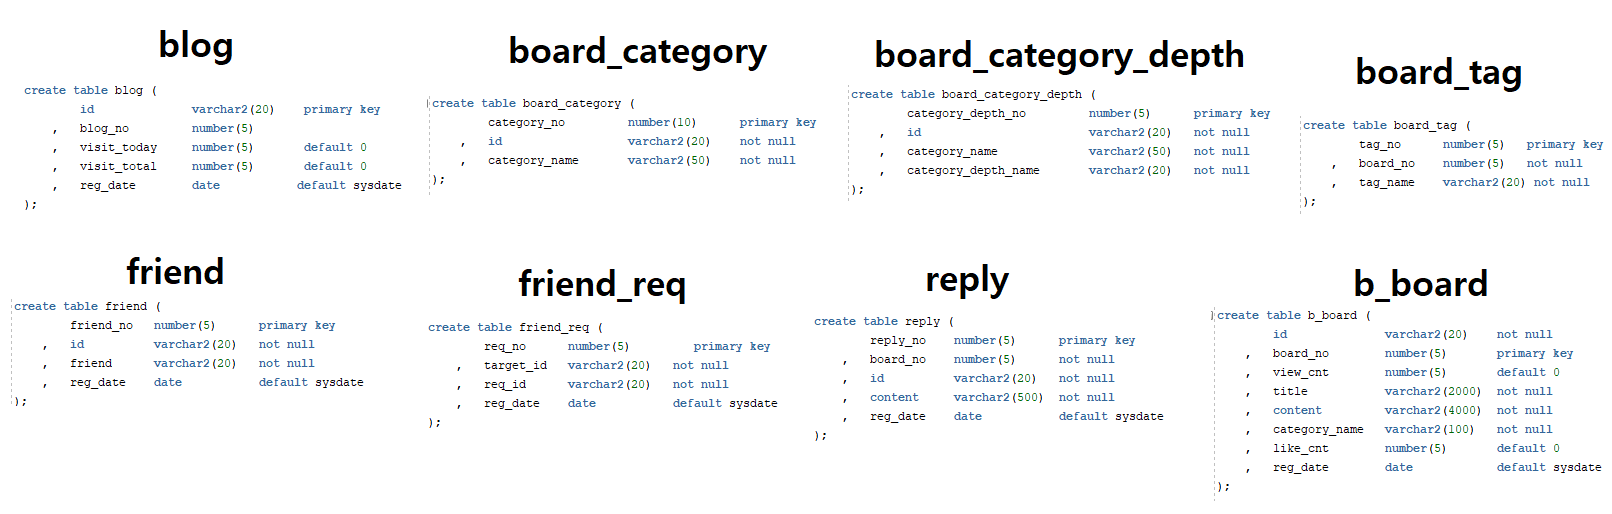 blog
create table blog (
id varchar2(20) primary key
, blog_no number(5)
, visit_today number(5) default 0
, visit_total number(5) default 0
, reg_date date default sysdate
);
board_category
create table board_category (
category_no number(10) primary key
, id varchar2(20) not null
, category_name varchar2(50) not null
);
board_category_depth
create table board_category_depth (
category_depth_no number(5) primary key
, id varchar2(20) not null
, category_name varchar2(50) not null
, category_depth_name varchar2(20) not null
);
board_tag
create table board_tag (
tag_no number(5) primary key
, board_no number(5) not null
, tag_name varchar2(20) not null
);
friend
create table friend (
friend_no number(5) primary key
, id varchar2(20) not null
, friend varchar2(20) not null
, reg_date date default sysdate
);
friend_req
create table friend_req (
req_no number(5) primary key
, target_id varchar2(20) not null
, req_id varchar2(20) not null
, reg_date date default sysdate
);
reply
create table reply (
reply_no number(5) primary key
, board_no number(5) not null
, id varchar2(20) not null
, content varchar2(500) not null
, reg_date date default sysdate
);
b_board
create table b_board (
id varchar2(20) not null
, board_no number(5) primary key
, view_cnt number(5) default 0
, title varchar2(2000) not null
, content varchar2(4000) not null
, category_name varchar2(100) not null
, like_cnt number(5) default 0
, reg_date date default sysdate
);